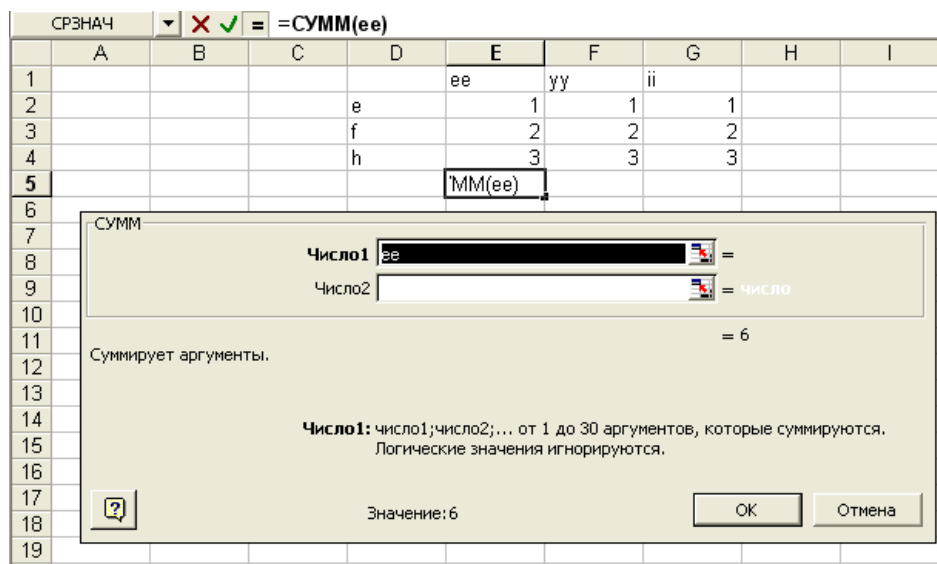 СРЗНАЧ = =СУММ(ee)
A B C D E F G H I
1 ee yy ii
2 e 1 1 1
3 f 2 2 2
4 h 3 3 3
5 'MM(ee)
6
7 СУММ
8 Число1 ee =
9 Число2 = число
10
11 = 6
12 Суммирует аргументы.
13
14 Число1: число1;число2;... от 1 до 30 аргументов, которые суммируются.
15 Логические значения игнорируются.
16
17
18 ? Значение:6 OK Отмена
19